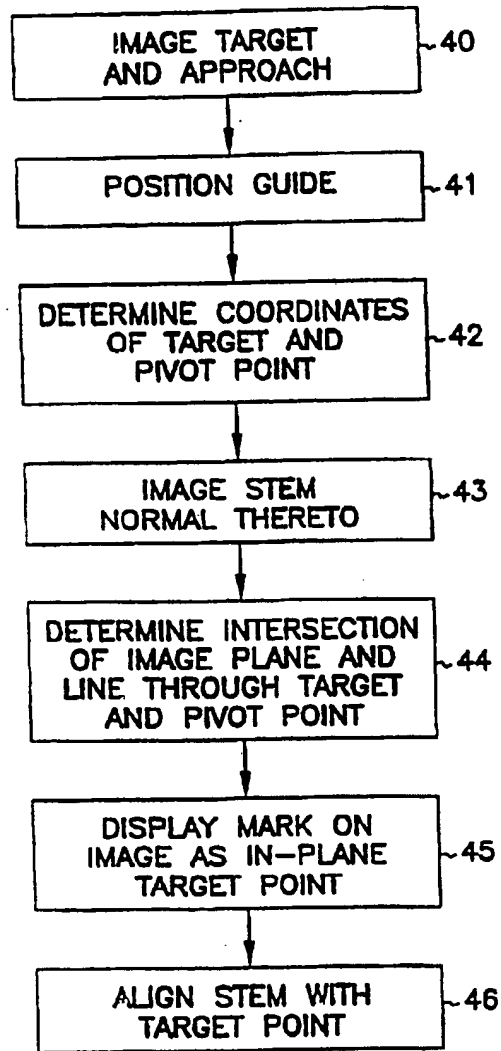 IMAGE TARGET
AND APPROACH
40
POSITION GUIDE
41
DETERMINE COORDINATES
OF TARGET AND
PIVOT POINT
42
IMAGE STEM
NORMAL THERETO
43
DETERMINE INTERSECTION
OF IMAGE PLANE AND
LINE THROUGH TARGET
AND PIVOT POINT
44
DISPLAY MARK ON
IMAGE AS IN-PLANE
TARGET POINT
45
ALIGN STEM WITH
TARGET POINT
46